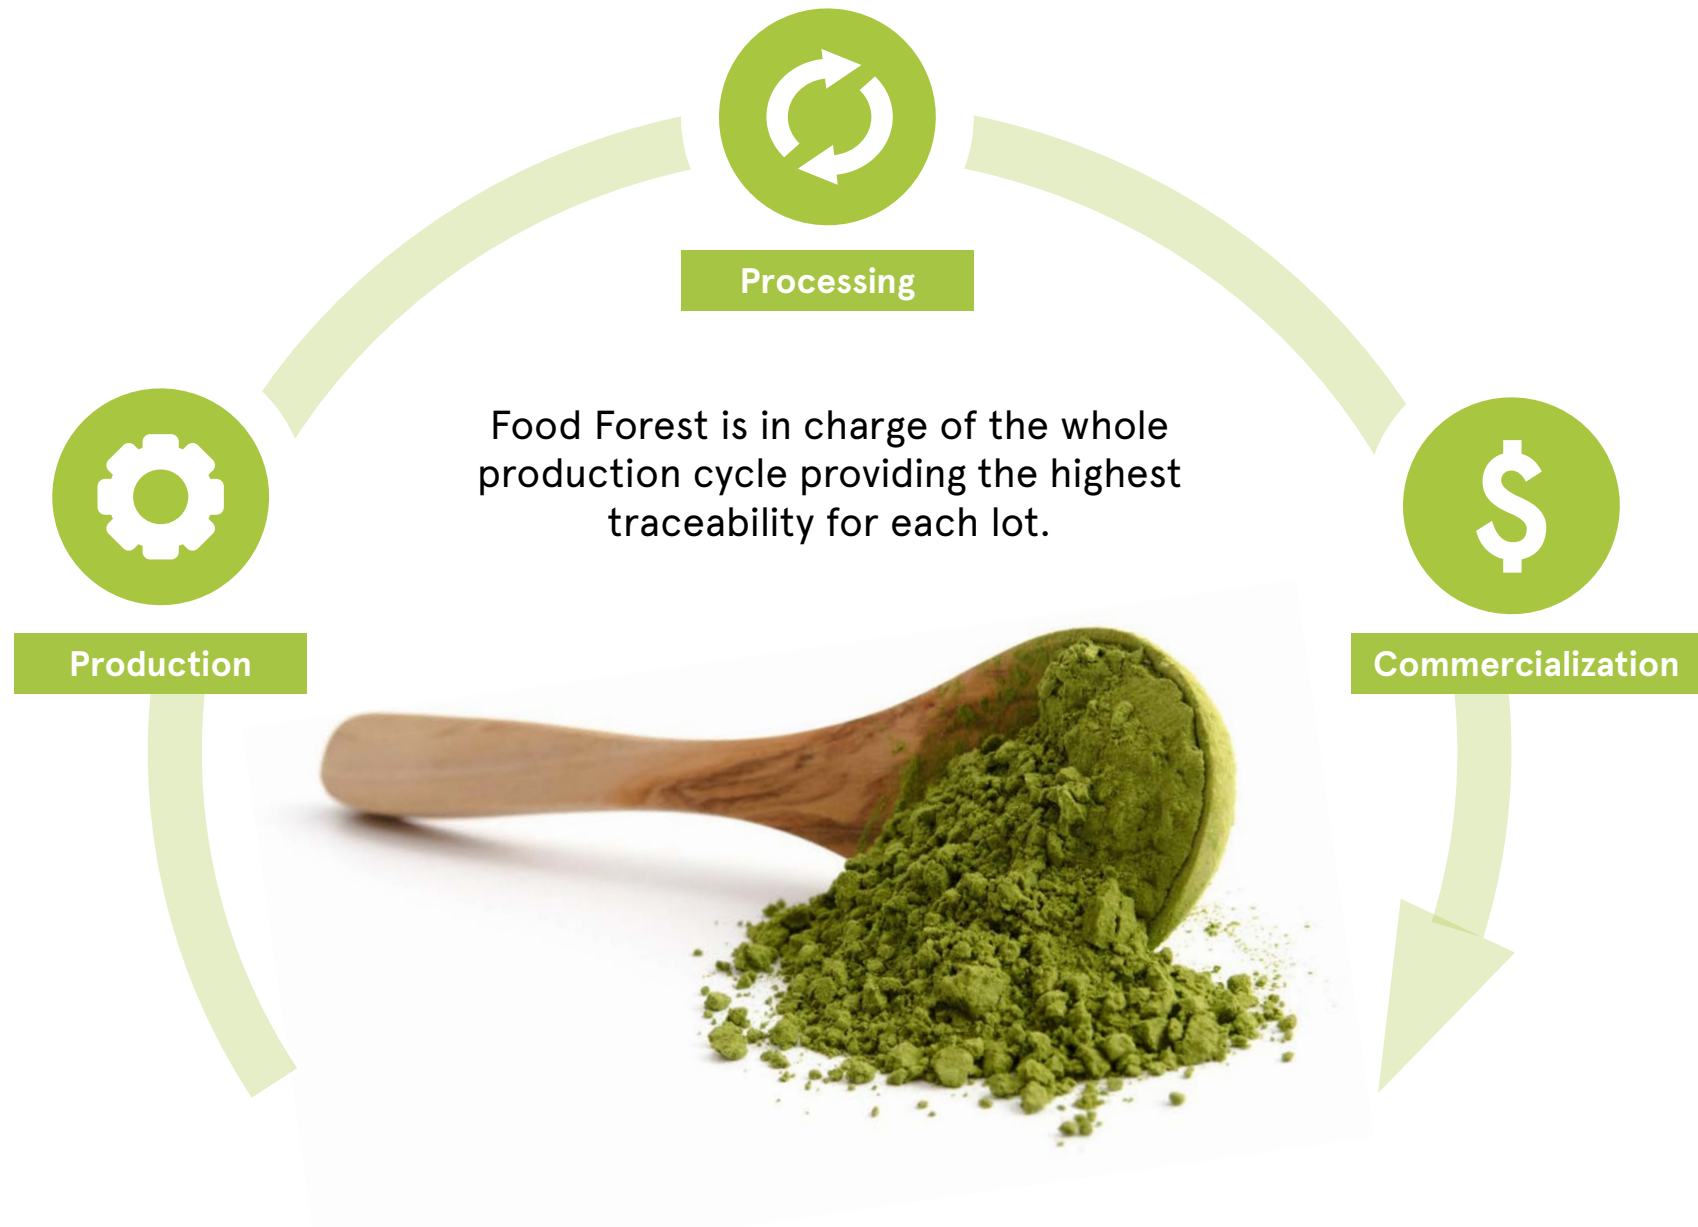 Processing
Food Forest is in charge of the whole
production cycle providing the highest
traceability for each lot.
Production
Commercialization